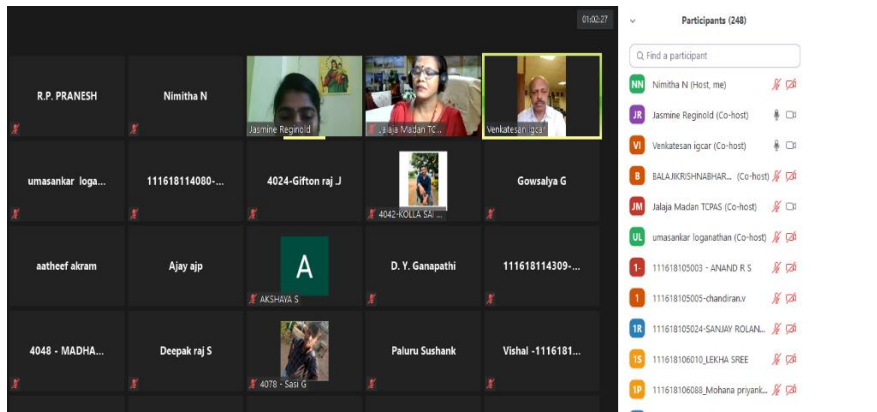 01:02:27
R.P. PRANESH
Nimitha N
Jasmine Reginold
Jalaja Madan TC...
Venkatesan igcar
umasankar loga...
111618114080-...
4024-Gifton raj .J
4042-KOLLA SAI ...
Gowsalya G
aatheef akram
Ajay ajp
A
AKSHAYA S
D. Y. Ganapathi
111618114309-...
4048 - MADHA...
Deepak raj S
4078 - Sasi G
Paluru Sushank
Vishal -1116181...
Participants (248)
Find a participant
NN Nimitha N (Host, me)
JR Jasmine Reginold (Co-host)
VI Venkatesan igcar (Co-host)
B BALAJIKRISHNABHAR... (Co-host)
JM Jalaja Madan TCPAS (Co-host)
UL umasankar loganathan (Co-host)
1- 111618105003 - ANAND R S
1 111618105005-chandiran.v
1R 111618105024-SANJAY ROLAN...
1S 111618106010_LEKHA SREE
1P 111618106088_Mohana priyank...